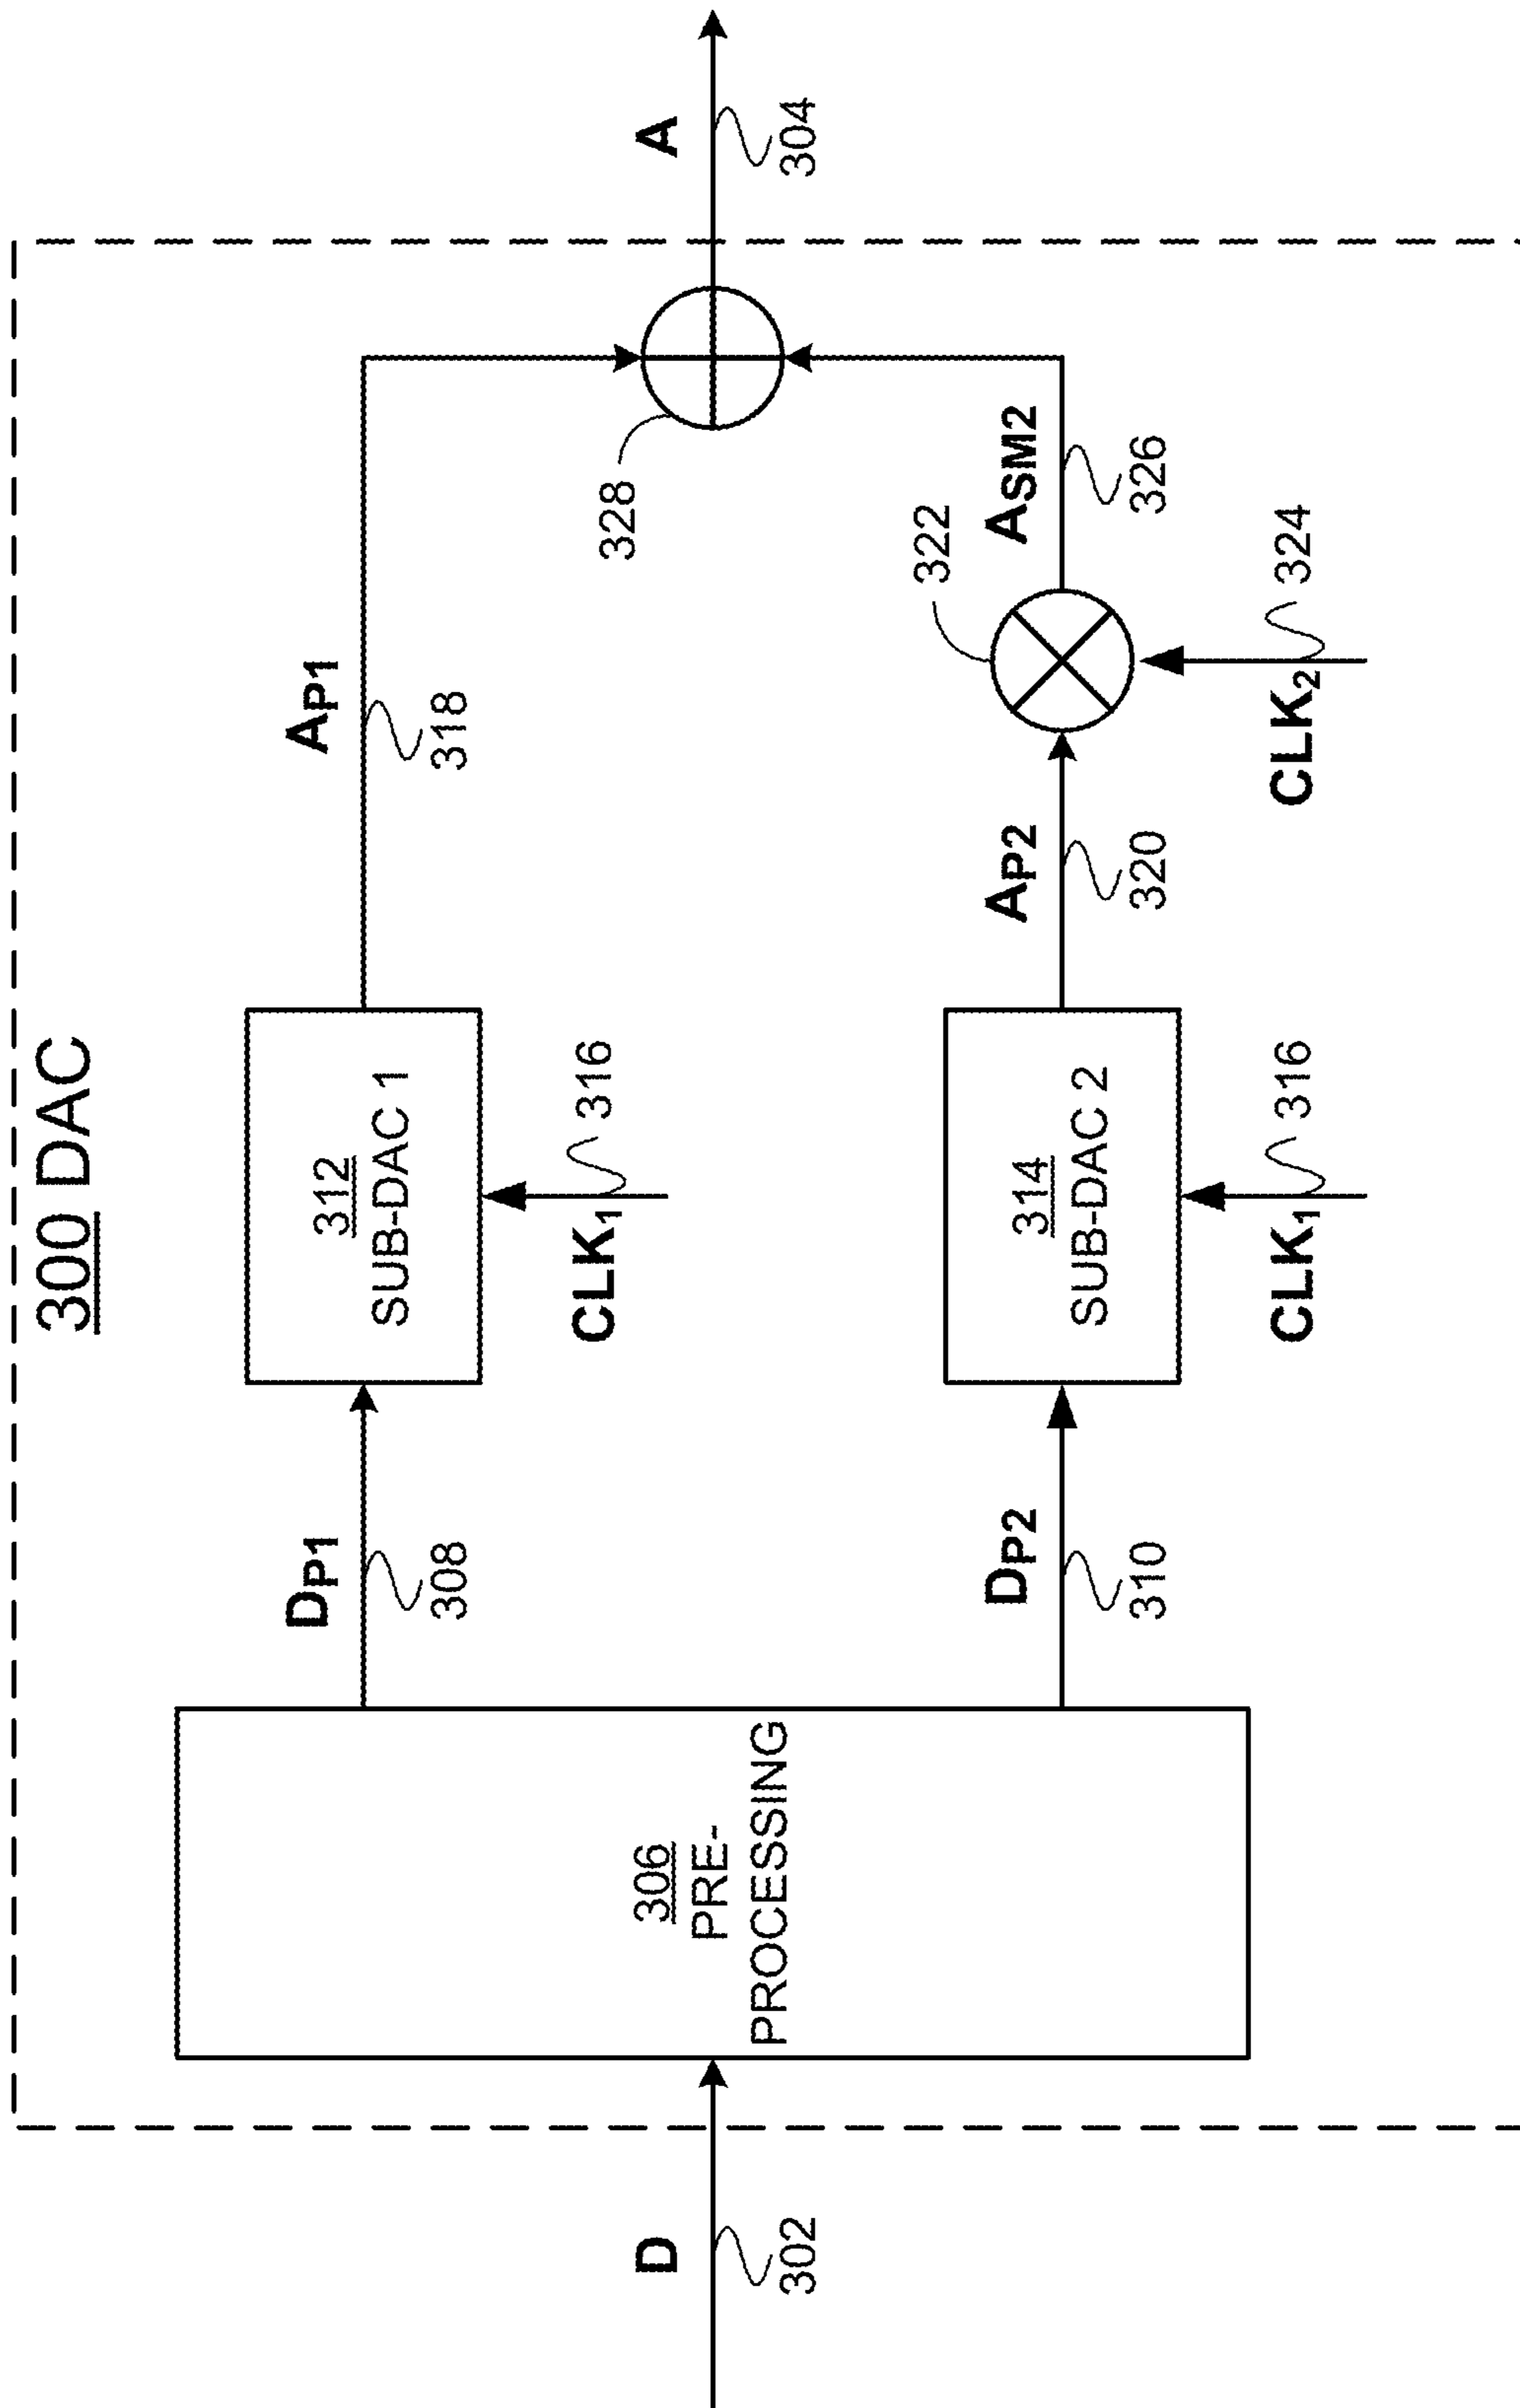 300 DAC
D
302
306
PRE-
PROCESSING
DP1
308
312
SUB-DAC 1
CLK1
316
AP1
318
328
A
304
DP2
310
314
SUB-DAC 2
CLK1
316
AP2
320
322
CLK2
324
ASM2
326